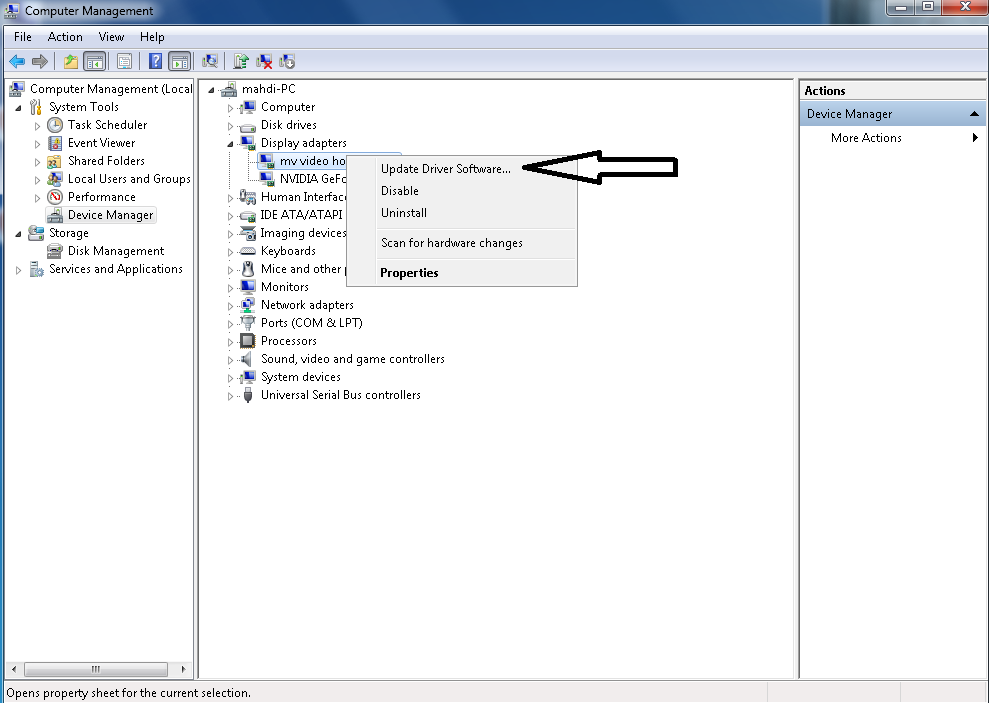 Computer Management
File Action View Help
Computer Management (Local
System Tools
Task Scheduler
Event Viewer
Shared Folders
Local Users and Groups
Performance
Device Manager
Storage
Disk Management
Services and Applications
mahdi-PC
Computer
Disk drives
Display adapters
mv video ho
NVIDIA GeFo
Human Interface
IDE ATA/ATAPI
Imaging devices
Keyboards
Mice and other p
Monitors
Network adapters
Ports (COM & LPT)
Processors
Sound, video and game controllers
System devices
Universal Serial Bus controllers
Update Driver Software...
Disable
Uninstall
Scan for hardware changes
Properties
Actions
Device Manager
More Actions
Opens property sheet for the current selection.